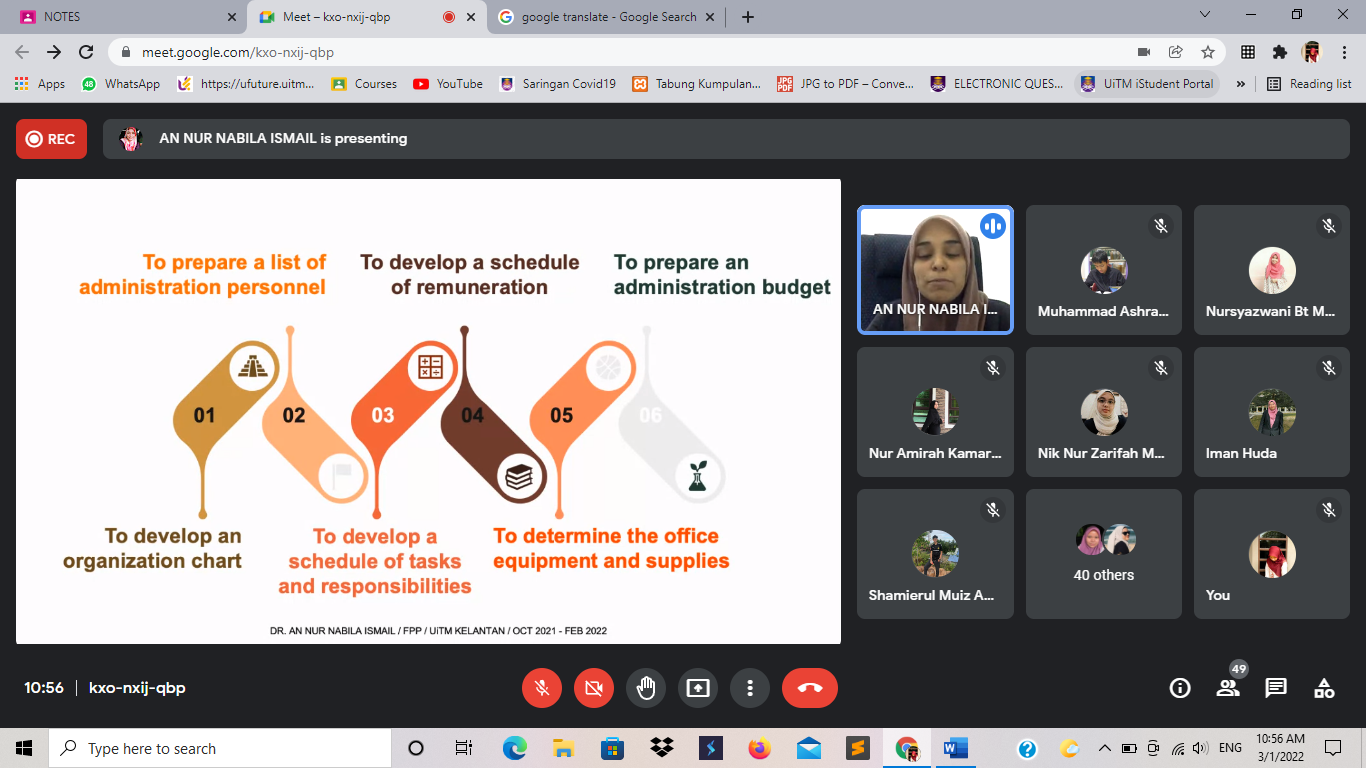 NOTES
Meet – kxo-nxij-qbp
google translate - Google Search
meet.google.com/kxo-nxij-qbp
Apps
48
WhatsApp
https://ufuture.uitm...
Courses
YouTube
Saringan Covid19
Tabung Kumpulan...
JPG to PDF – Conve...
ELECTRONIC QUES...
UiTM iStudent Portal
»
Reading list
REC
AN NUR NABILA ISMAIL is presenting
To prepare a list of
administration personnel
To develop a schedule
of remuneration
To prepare an
administration budget
01
02
03
04
05
06
To develop an
organization chart
To develop a
schedule of tasks
and responsibilities
To determine the office
equipment and supplies
DR. AN NUR NABILA ISMAIL / FPP / UiTM KELANTAN / OCT 2021 - FEB 2022
AN NUR NABILA I...
Muhammad Ashra...
Nursyazwani Bt M...
Nur Amirah Kamar...
Nik Nur Zarifah M...
Iman Huda
Shamierul Muiz A...
40 others
You
10:56 | kxo-nxij-qbp
49
Type here to search
ENG
10:56 AM
3/1/2022